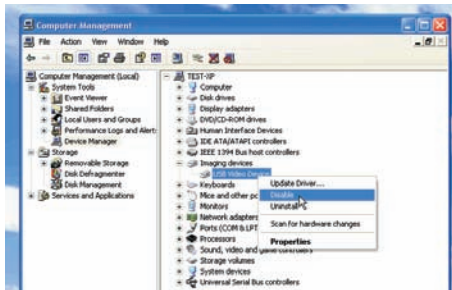 Computer Management
File Action View Window Help
Computer Management (Local)
System Tools
Event Viewer
Shared Folders
Local Users and Groups
Performance Logs and Alert
Device Manager
Storage
Removable Storage
Disk Defragmenter
Disk Management
Services and Applications
TEST-XP
Computer
Disk drives
Display adapters
DVD/CD-ROM drives
Human Interface Devices
IDE ATA/ATAPI controllers
IEEE 1394 Bus host controllers
Imaging devices
USB Video Device
Keyboards
Mice and other po
Monitors
Network adapters
Ports (COM & LPT
Processors
Sound, video and game controllers
Storage volumes
System devices
Universal Serial Bus controllers
Update Driver...
Disable
Uninstall
Scan for hardware changes
Properties